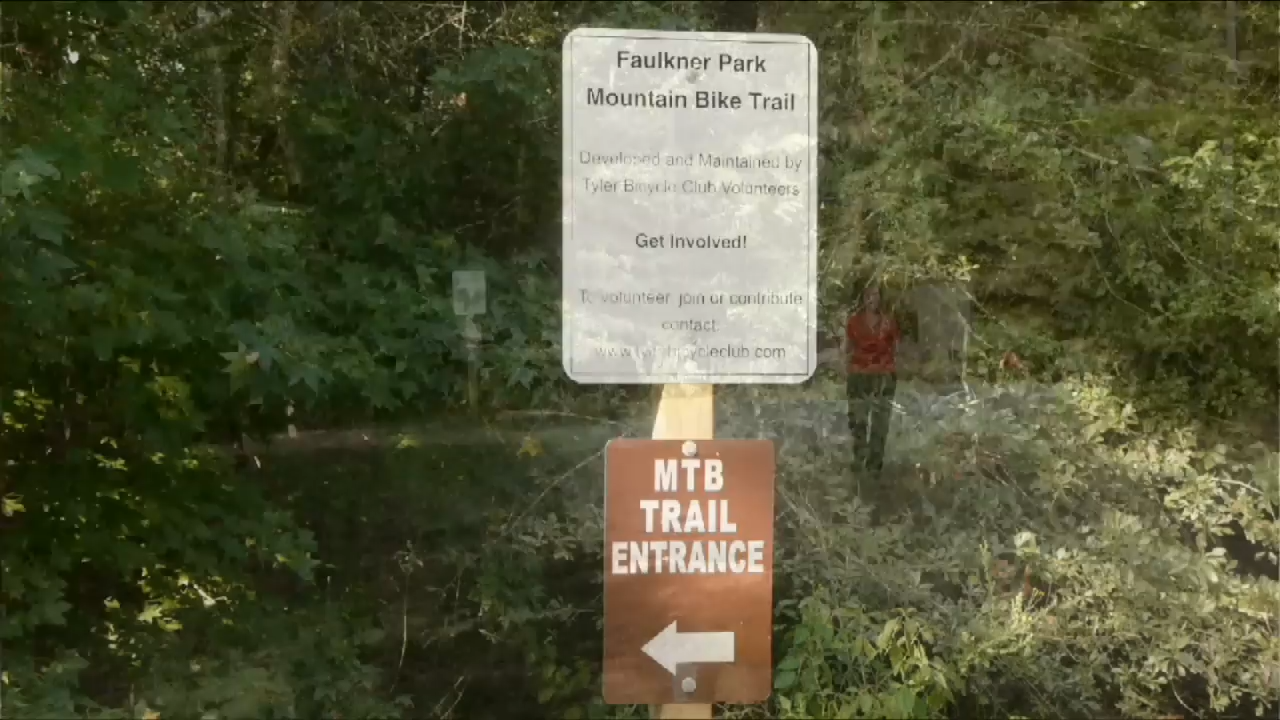 Faulkner Park
Mountain Bike Trail
Developed and Maintained by
Tyler Bicycle Club Volunteers
Get Involved!
To volunteer, join or contribute
contact:
MTB
TRAIL
ENTRANCE